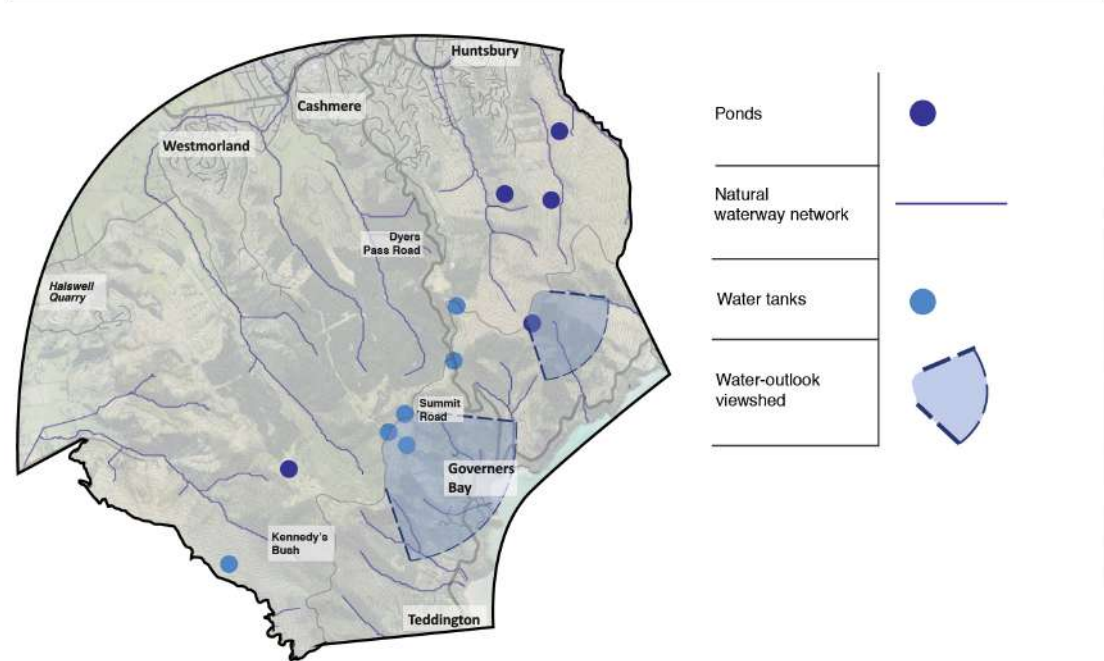 Huntsbury
Cashmere
Westmorland
Dyers
Pass Road
Halswell
Quarry
Summit
Road
Governers
Bay
Kennedy's
Bush
Teddington
Ponds
Natural
waterway network
Water tanks
Water-outlook
viewshed